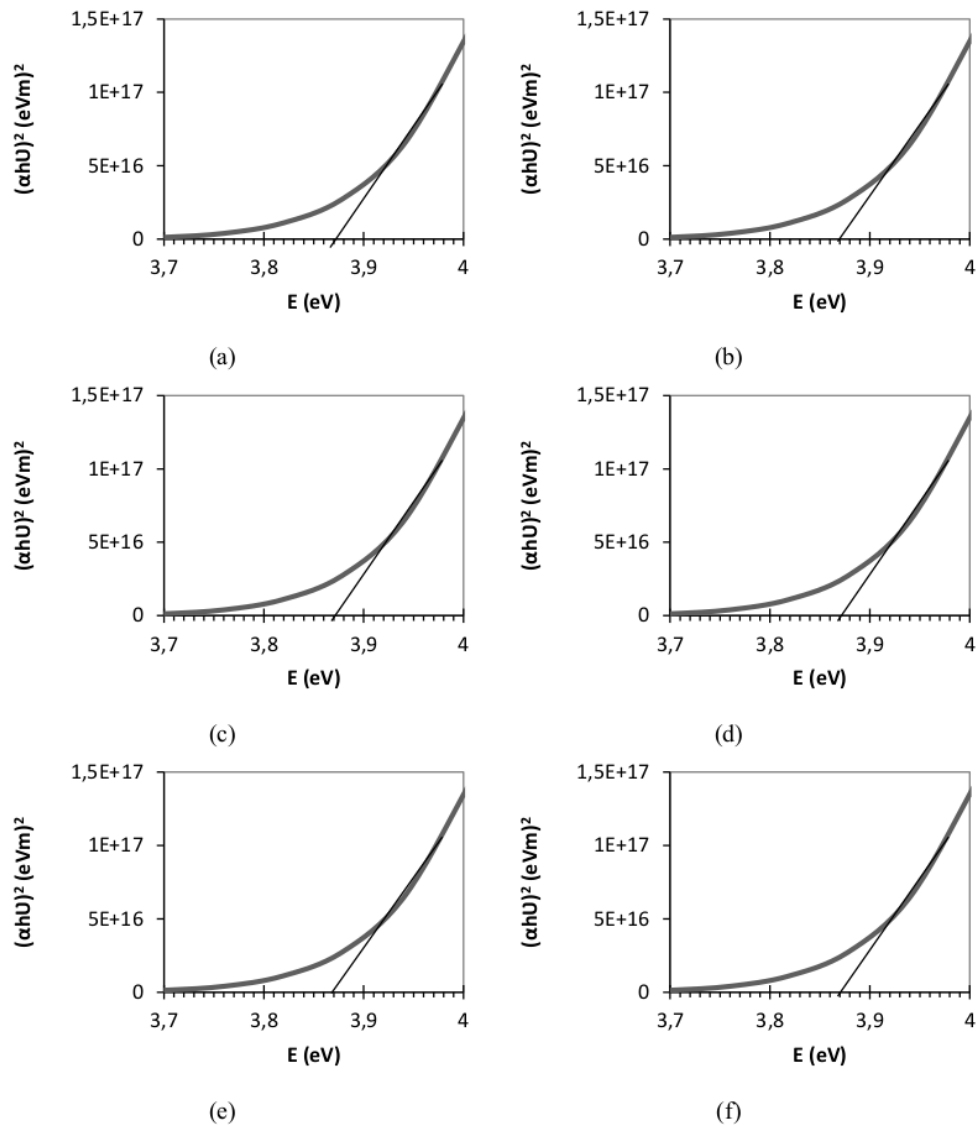 1,5E+17
1E+17
5E+16
0
(αhU)² (eVm)²
3,7 3,8 3,9 4
E (eV)
(a)
1,5E+17
1E+17
5E+16
0
(αhU)² (eVm)²
3,7 3,8 3,9 4
E (eV)
(b)
1,5E+17
1E+17
5E+16
0
(αhU)² (eVm)²
3,7 3,8 3,9 4
E (eV)
(c)
1,5E+17
1E+17
5E+16
0
(αhU)² (eVm)²
3,7 3,8 3,9 4
E (eV)
(d)
1,5E+17
1E+17
5E+16
0
(αhU)² (eVm)²
3,7 3,8 3,9 4
E (eV)
(e)
1,5E+17
1E+17
5E+16
0
(αhU)² (eVm)²
3,7 3,8 3,9 4
E (eV)
(f)